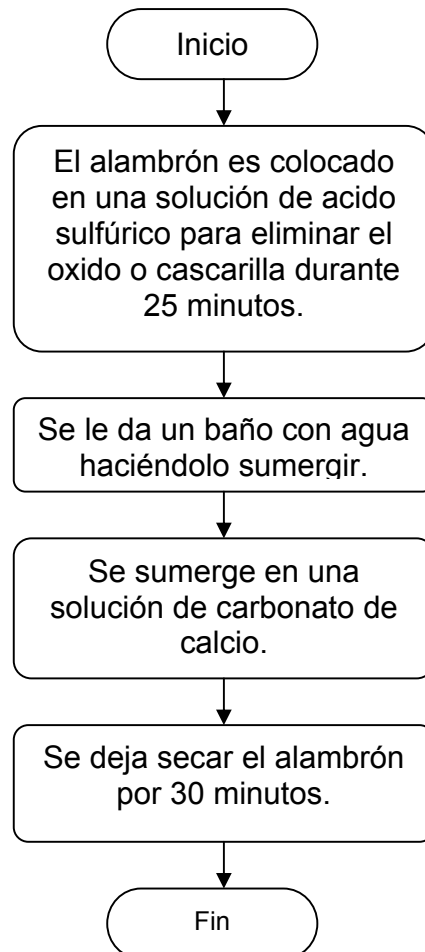 Inicio
El alambrón es colocado
en una solución de acido
sulfúrico para eliminar el
oxido o cascarilla durante
25 minutos.
Se le da un baño con agua
haciéndolo sumergir.
Se sumerge en una
solución de carbonato de
calcio.
Se deja secar el alambrón
por 30 minutos.
Fin